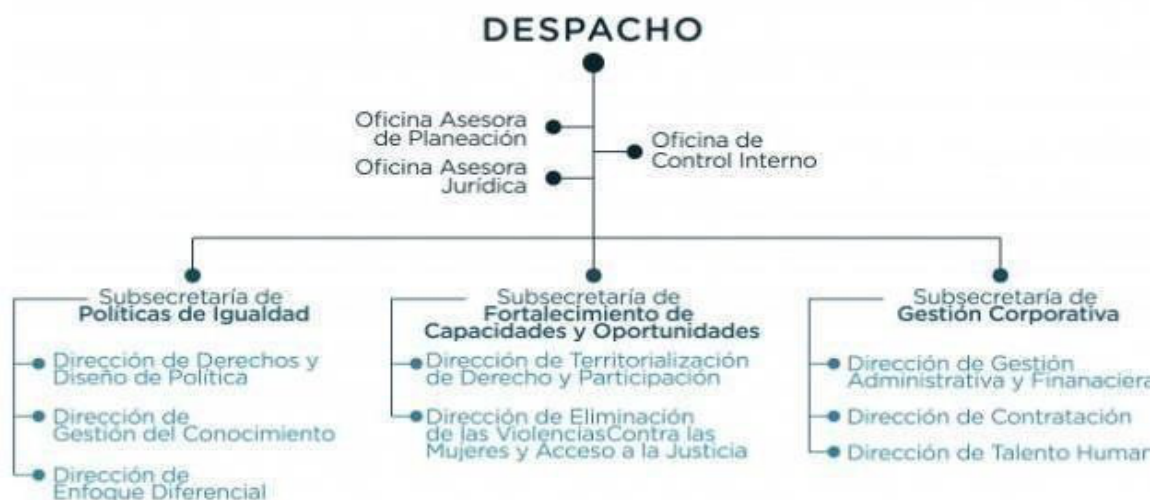 DESPACHO
Oficina Asesora
de Planeación
Oficina de
Control Interno
Oficina Asesora
Jurídica
Subsecretaría de
Políticas de Igualdad
Dirección de Derechos y
Diseño de Política
Dirección de
Gestión del Conocimiento
Dirección de
Enfoque Diferencial
Subsecretaría de
Fortalecimiento de
Capacidades y Oportunidades
Dirección de Territorialización
de Derecho y Participación
Dirección de Eliminación
de las ViolenciasContra las
Mujeres y Acceso a la Justicia
Subsecretaría de
Gestión Corporativa
Dirección de Gestión
Administrativa y Finanaciera
Dirección de Contratación
Dirección de Talento Human